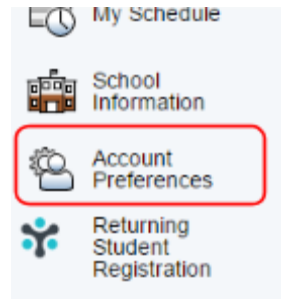 My Schedule
School
Information
Account
Preferences
Returning
Student
Registration